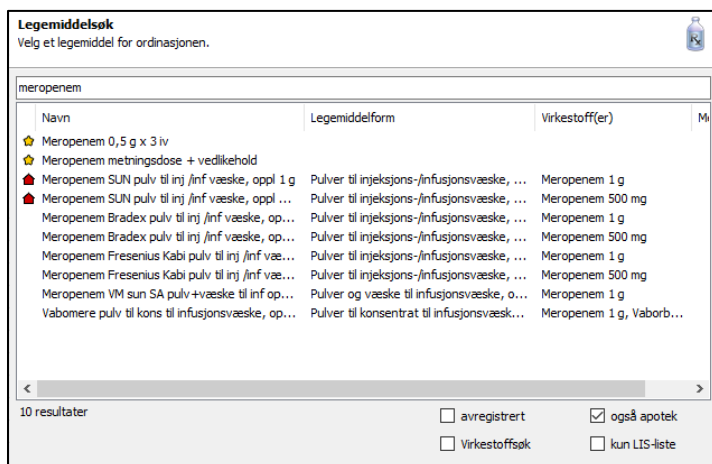 Legemiddelsøk
Velg et legemiddel for ordinasjonen.
Rx
meropenem
Navn Legemiddelform Virkestoff(er)
Meropenem 0,5 g x 3 iv
Meropenem metningsdose + vedlikehold
Meropenem SUN pulv til inj /inf væske, oppl 1 g Pulver til injeksjons-/infusjonsvæske, ... Meropenem 1 g
Meropenem SUN pulv til inj /inf væske, oppl ... Pulver til injeksjons-/infusjonsvæske, ... Meropenem 500 mg
Meropenem Bradex pulv til inj /inf væske, op... Pulver til injeksjons-/infusjonsvæske, ... Meropenem 1 g
Meropenem Bradex pulv til inj /inf væske, op... Pulver til injeksjons-/infusjonsvæske, ... Meropenem 500 mg
Meropenem Fresenius Kabi pulv til inj /inf væ... Pulver til injeksjons-/infusjonsvæske, ... Meropenem 1 g
Meropenem Fresenius Kabi pulv til inj /inf væ... Pulver til injeksjons-/infusjonsvæske, ... Meropenem 500 mg
Meropenem VM sun SA pulv+væske til inf op... Pulver og væske til infusjonsvæske, o... Meropenem 1 g
Vabomere pulv til kons til infusjonsvæske, op... Pulver til konsentrat til infusjonsvæsk... Meropenem 1 g, Vaborb...
10 resultater
avregistrert også apotek
Virkestoffsøk kun LIS-liste